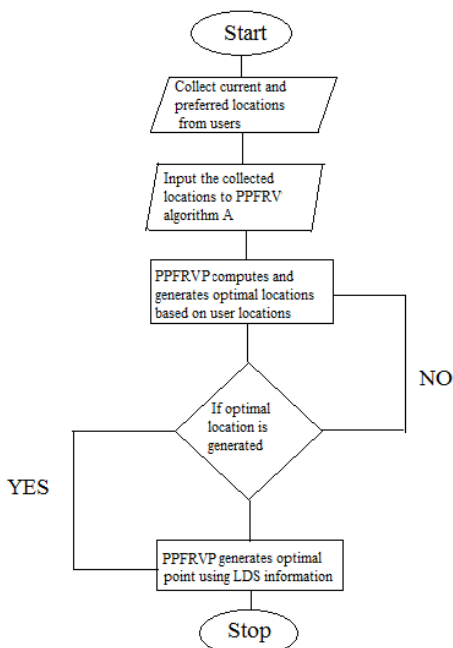 Start
Collect current and
preferred locations
from users
Input the collected
locations to PPFRV
algorithm A
PPFRVP computes and
generates optimal locations
based on user locations
NO
If optimal
location is
generated
YES
PPFRVP generates optimal
point using LDS information
Stop